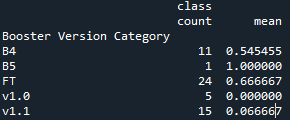 class
count mean
Booster Version Category
B4 11 0.545455
B5 1 1.000000
FT 24 0.666667
v1.0 5 0.000000
v1.1 15 0.066667